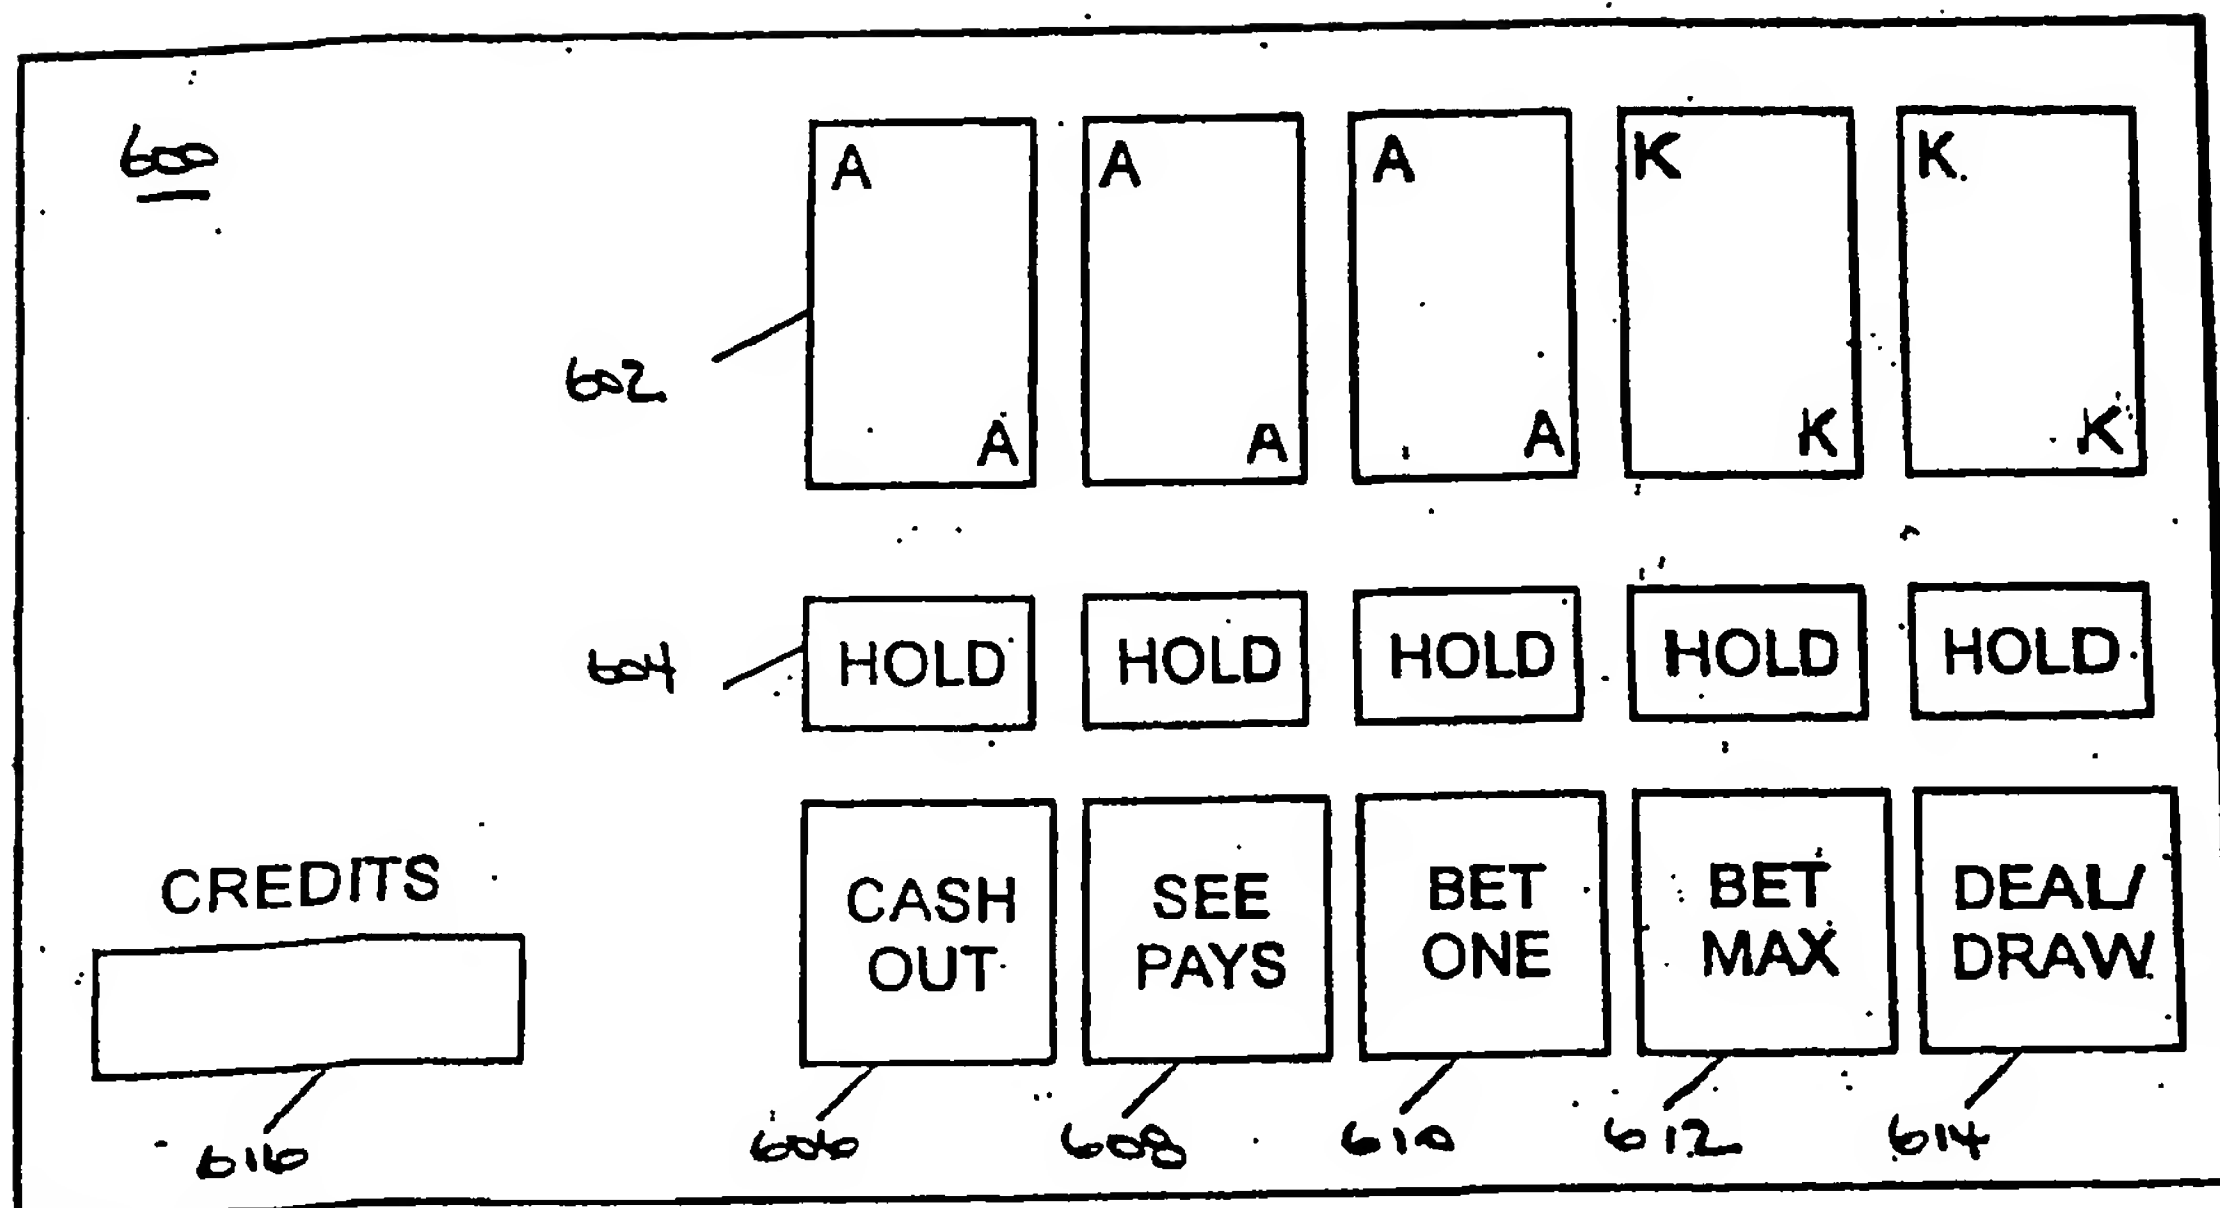 600
A A A K K
602
A A A K K
604
HOLD HOLD HOLD HOLD HOLD
CREDITS
CASH OUT
SEE PAYS
BET ONE
BET MAX
DEAL/ DRAW
616 606 608 610 612 614